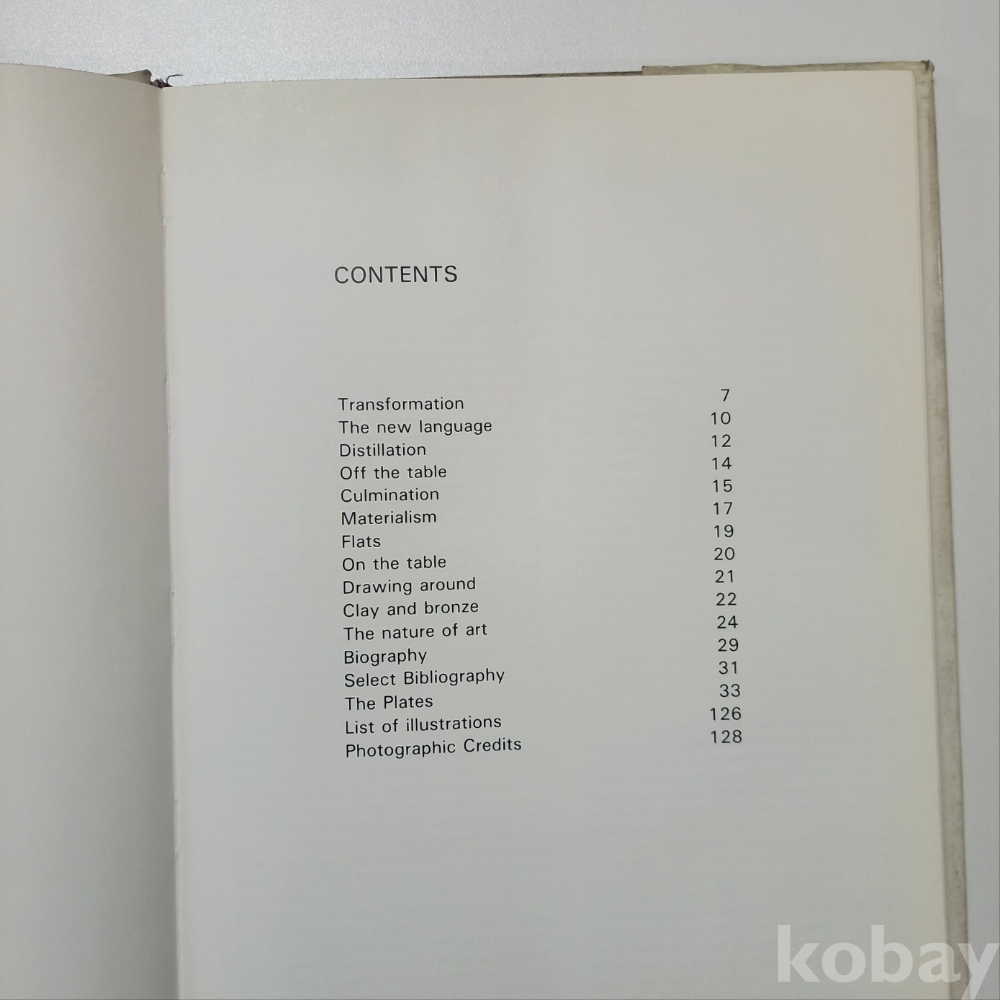 CONTENTS
Transformation 7
The new language 10
Distillation 12
Off the table 14
Culmination 15
Materialism 17
Flats 19
On the table 20
Drawing around 21
Clay and bronze 22
The nature of art 24
Biography 29
Select Bibliography 31
The Plates 33
List of illustrations 126
Photographic Credits 128
kobay